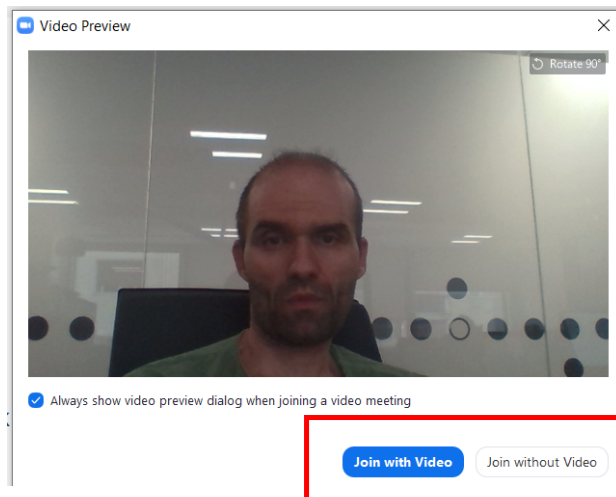 Video Preview
Rotate 90°
Always show video preview dialog when joining a video meeting
Join with Video
Join without Video